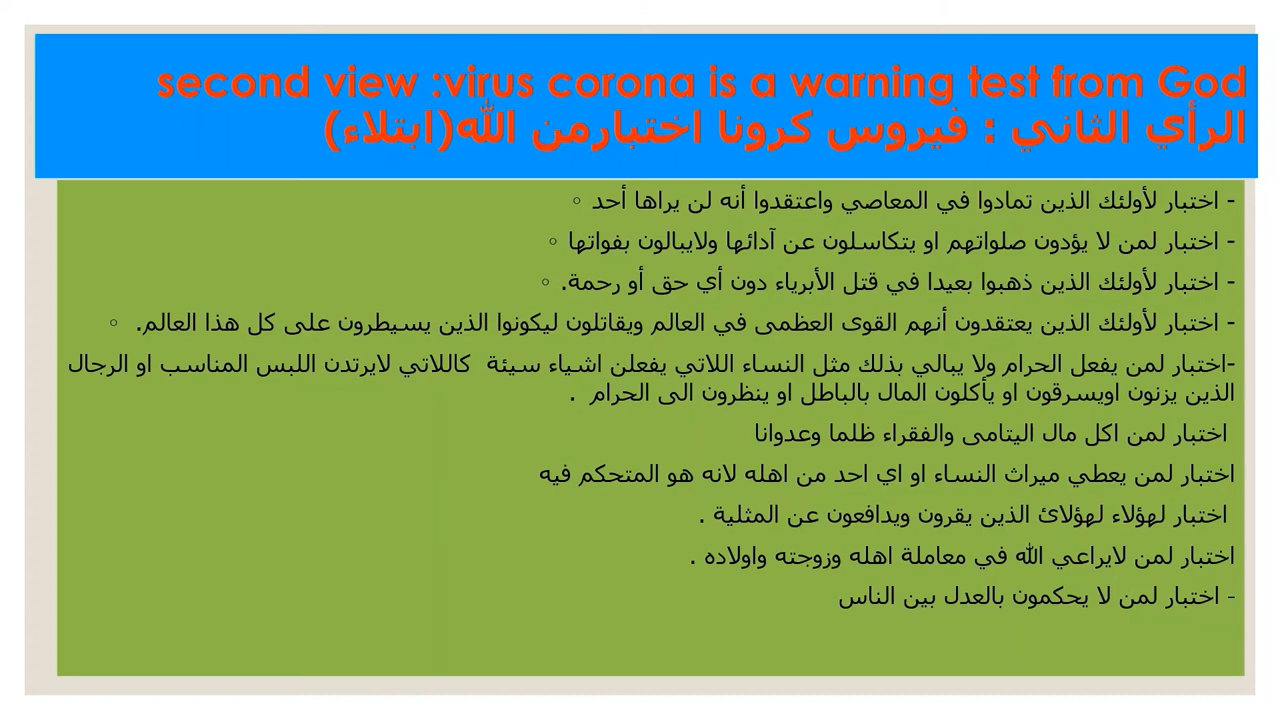 second view :virus corona is a warning test from God
الرأي الثاني : فيروس كرونا اختبارمن الله(ابتلاء)
- اختبار لأولئك الذين تمادوا في المعاصي واعتقدوا أنه لن يراها أحد ◦
- اختبار لمن لا يؤدون صلواتهم او يتكاسلون عن آدائها ولايبالون بفواتها ◦
- اختبار لأولئك الذين ذهبوا بعيدا في قتل الأبرياء دون أي حق أو رحمة. ◦
- اختبار لأولئك الذين يعتقدون أنهم القوى العظمى في العالم ويقاتلون ليكونوا الذين يسيطرون على كل هذا العالم. ◦
-اختبار لمن يفعل الحرام ولا يبالي بذلك مثل النساء اللاتي يفعلن اشياء سيئة كاللاتي لايرتدن اللبس المناسب او الرجال
الذين يزنون اويسرقون او يأكلون المال بالباطل او ينظرون الى الحرام .
اختبار لمن اكل مال اليتامى والفقراء ظلما وعدوانا
اختبار لمن يعطي ميراث النساء او اي احد من اهله لانه هو المتحكم فيه
اختبار لهؤلاء لهؤلائ الذين يقرون ويدافعون عن المثلية .
اختبار لمن لايراعي الله في معاملة اهله وزوجته واولاده .
- اختبار لمن لا يحكمون بالعدل بين الناس